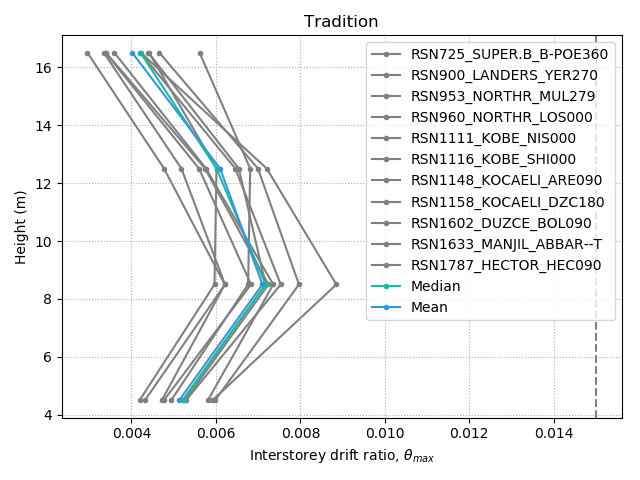 Tradition
RSN725_SUPER.B_B-POE360
RSN900_LANDERS_YER270
RSN953_NORTHR_MUL279
RSN960_NORTHR_LOS000
RSN1111_KOBE_NIS000
RSN1116_KOBE_SHI000
RSN1148_KOCAELI_ARE090
RSN1158_KOCAELI_DZC180
RSN1602_DUZCE_BOL090
RSN1633_MANJIL_ABBAR--T
RSN1787_HECTOR_HEC090
Median
Mean
Height (m)
16
14
12
10
8
6
4
0.004 0.006 0.008 0.010 0.012 0.014
Interstorey drift ratio, θmax